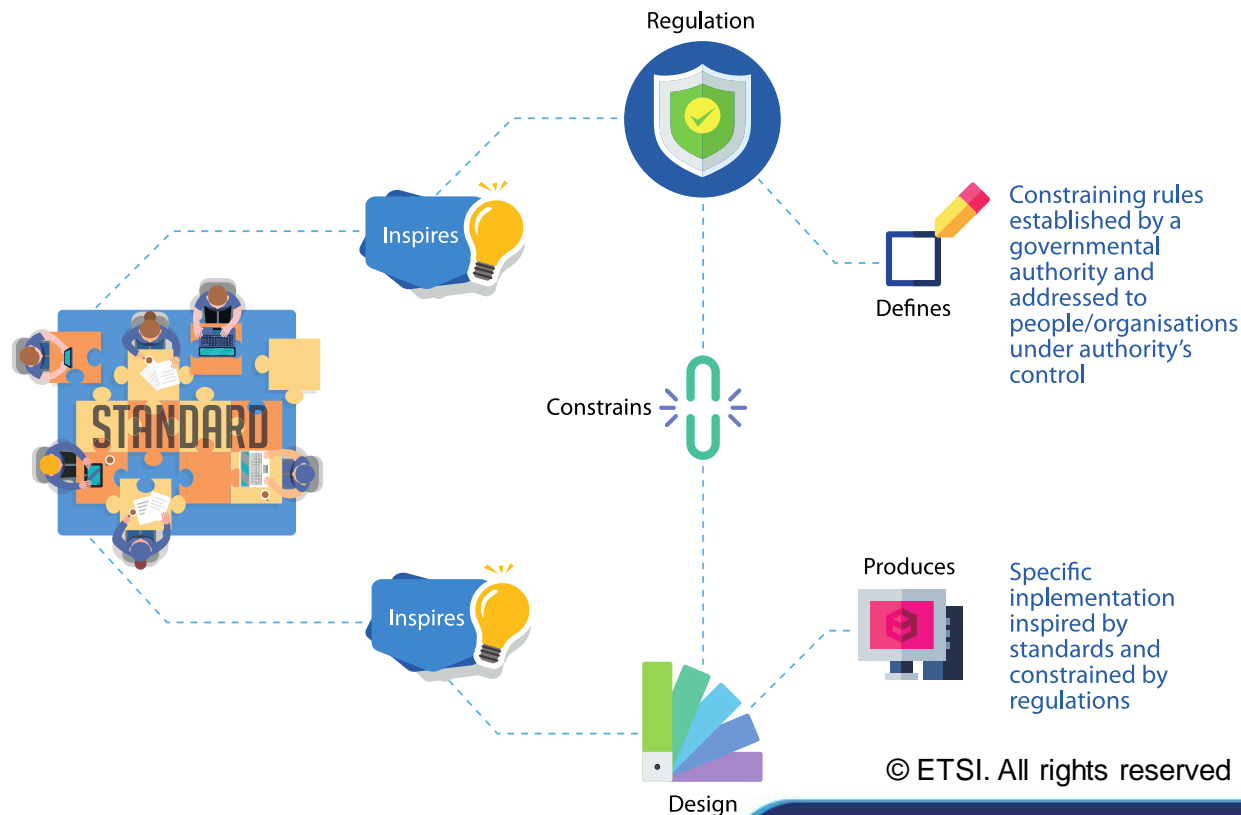 Regulation
Inspires
Constraining rules
established by a
governmental
authority and
addressed to
people/organisations
under authority’s
control
Defines
Constrains
STANDARD
Inspires
Produces
Specific
inplementation
inspired by
standards and
constrained by
regulations
Design
© ETSI. All rights reserved